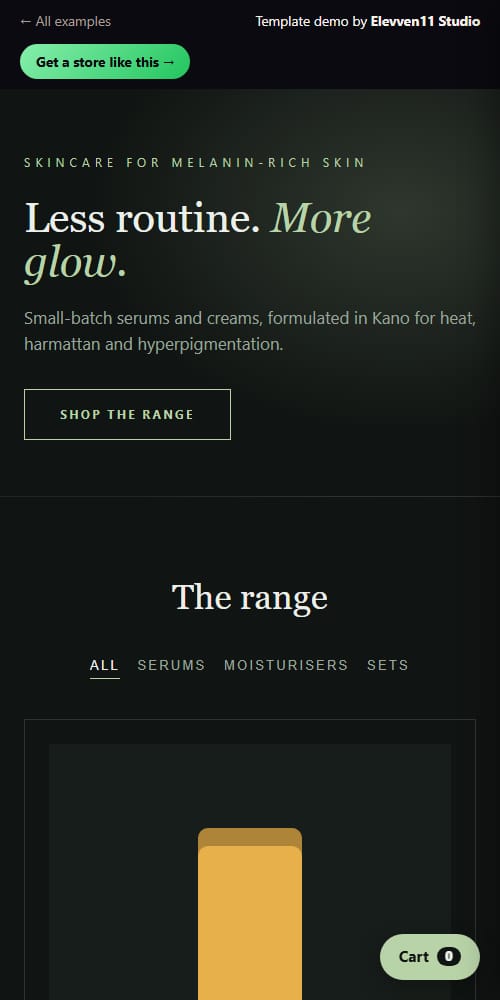 ← All examples
Template demo by Elevven11 Studio
Get a store like this →
SKINCARE FOR MELANIN-RICH SKIN
Less routine. More
glow.
Small-batch serums and creams, formulated in Kano for heat,
harmattan and hyperpigmentation.
SHOP THE RANGE
The range
ALL SERUMS MOISTURISERS SETS
Cart 0